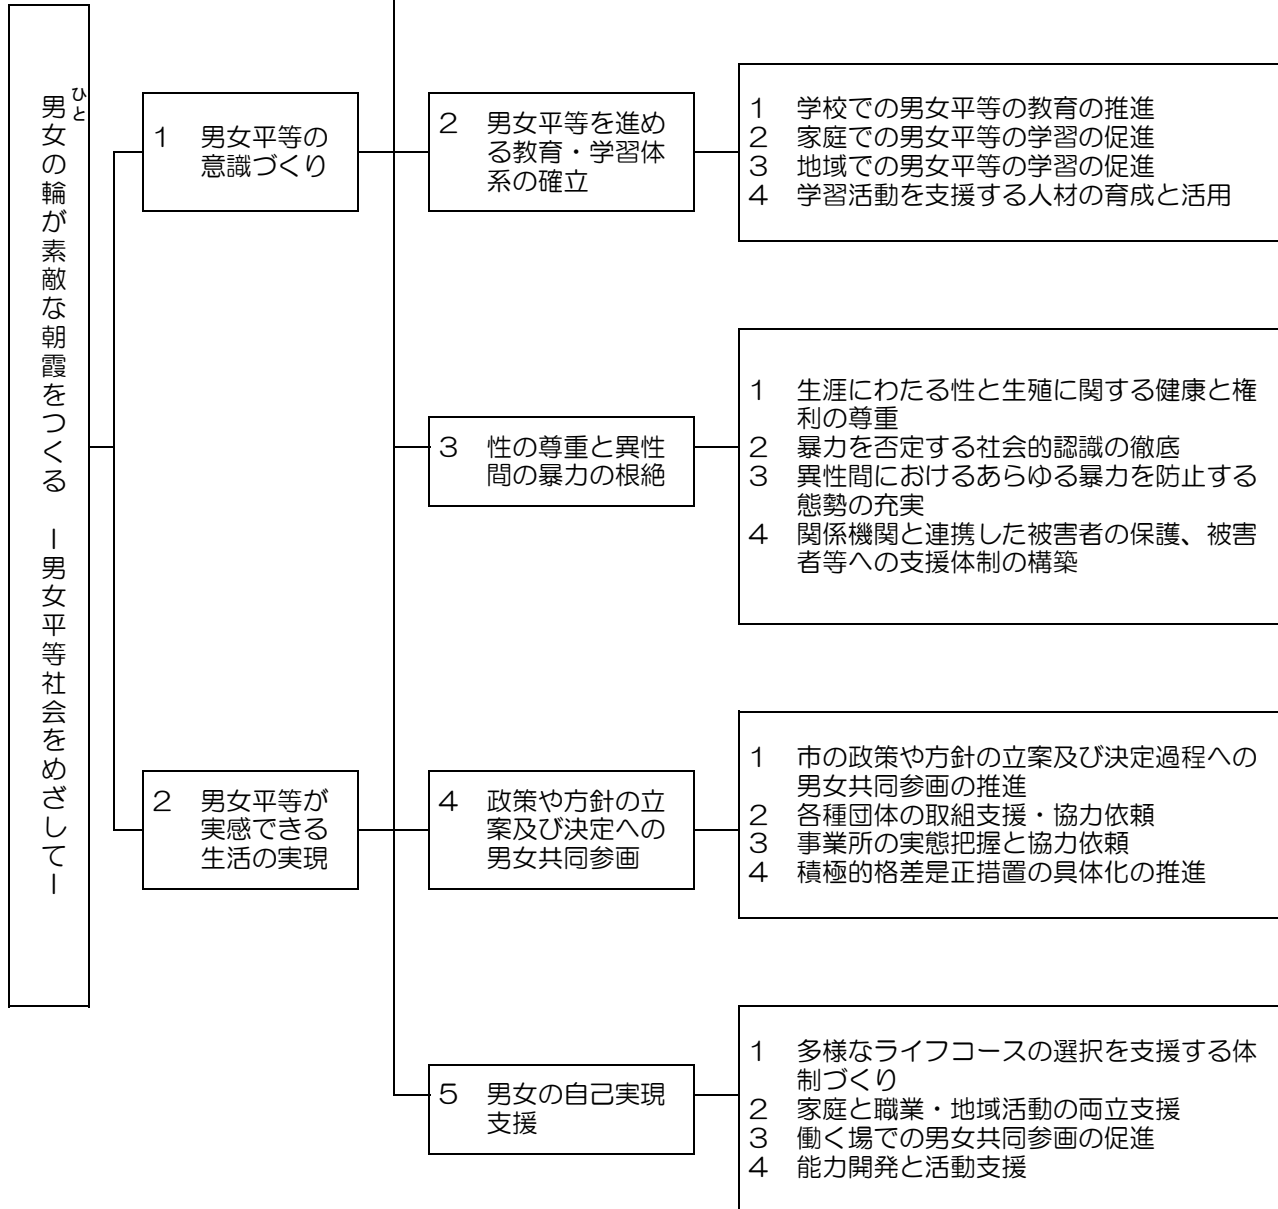 男女の輪が素敵な朝霞をつくる　ー男女平等社会をめざしてー
ひと
1　男女平等の
意識づくり
2　男女平等を進め
る教育・学習体
系の確立
1　学校での男女平等の教育の推進
2　家庭での男女平等の学習の促進
3　地域での男女平等の学習の促進
4　学習活動を支援する人材の育成と活用
3　性の尊重と異性
間の暴力の根絶
1　生涯にわたる性と生殖に関する健康と権
利の尊重
2　暴力を否定する社会的認識の徹底
3　異性間におけるあらゆる暴力を防止する
態勢の充実
4　関係機関と連携した被害者の保護、被害
者等への支援体制の構築
2　男女平等が
実感できる
生活の実現
4　政策や方針の立
案及び決定への
男女共同参画
1　市の政策や方針の立案及び決定過程への
男女共同参画の推進
2　各種団体の取組支援・協力依頼
3　事業所の実態把握と協力依頼
4　積極的格差是正措置の具体化の推進
5　男女の自己実現
支援
1　多様なライフコースの選択を支援する体
制づくり
2　家庭と職業・地域活動の両立支援
3　働く場での男女共同参画の促進
4　能力開発と活動支援